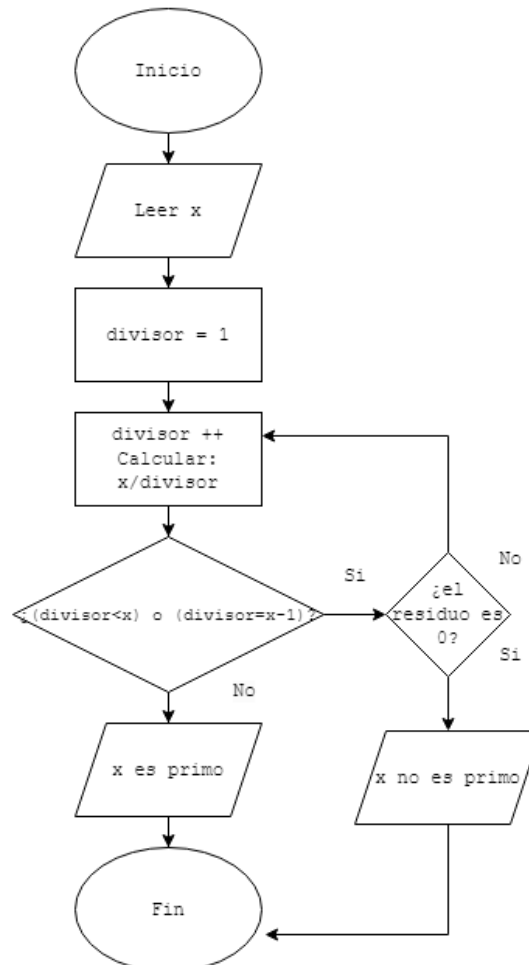 Inicio
Leer x
divisor = 1
divisor ++
Calcular:
x/divisor
¿(divisor<x) o (divisor=x-1)?
Si
¿el
residuo es
0?
No
Si
No
x es primo
x no es primo
Fin